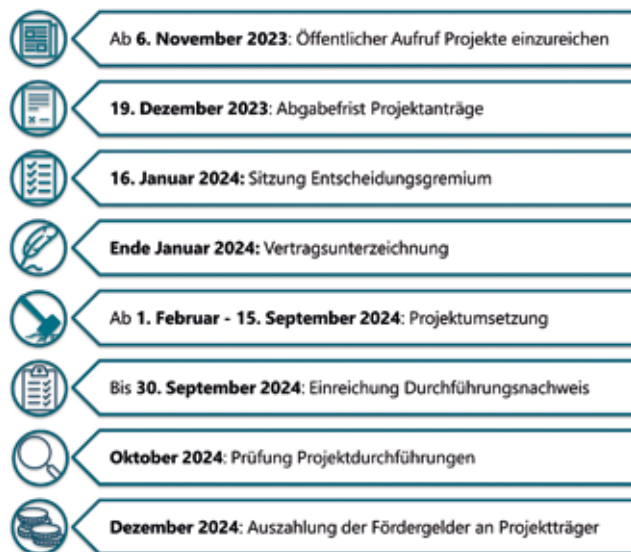 Ab 6. November 2023: Öffentlicher Aufruf Projekte einzureichen
19. Dezember 2023: Abgabefrist Projektanträge
16. Januar 2024: Sitzung Entscheidungsgremium
Ende Januar 2024: Vertragsunterzeichnung
Ab 1. Februar - 15. September 2024: Projektumsetzung
Bis 30. September 2024: Einreichung Durchführungsnachweis
Oktober 2024: Prüfung Projektdurchführungen
Dezember 2024: Auszahlung der Fördergelder an Projektträger